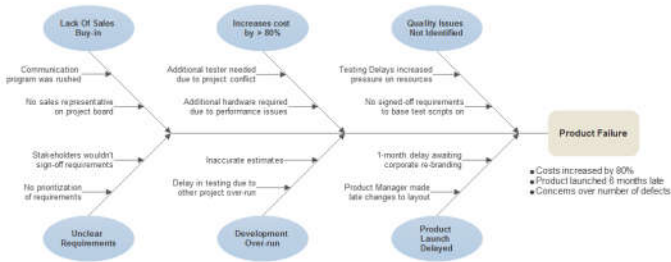 Lack Of Sales
Buy-in
Increases cost
by > 80%
Quality Issues
Not Identified
Communication
program was rushed
No sales representative
on project board
Additional tester needed
due to project conflict
Additional hardware required
due to performance issues
Testing Delays increased
pressure on resources
No signed-off requirements
to base test scripts on
Product Failure
Costs increased by 80%
Product launched 6 months late
Concerns over number of defects
Stakeholders wouldn't
sign-off requirements
No prioritization
of requirements
Inaccurate estimates
Delay in testing due to
other project over-run
1-month delay awaiting
corporate re-branding
Product Manager made
late changes to layout
Unclear
Requirements
Development
Over-run
Product
Launch
Delayed